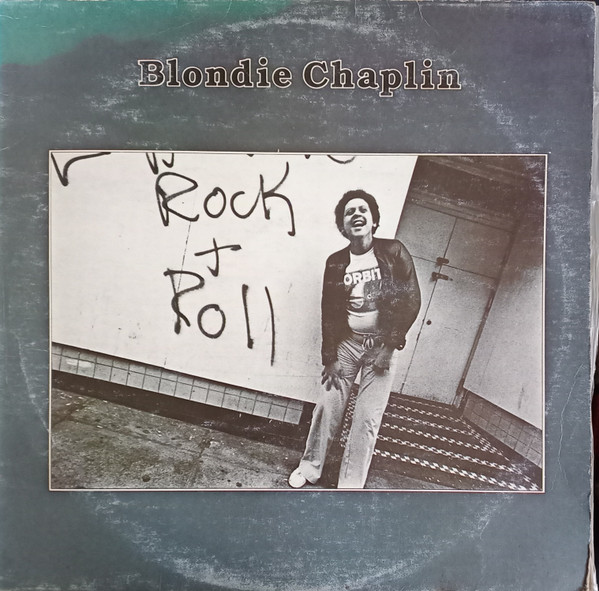 Blondie Chaplin
Rock
+
Roll
ORBIT